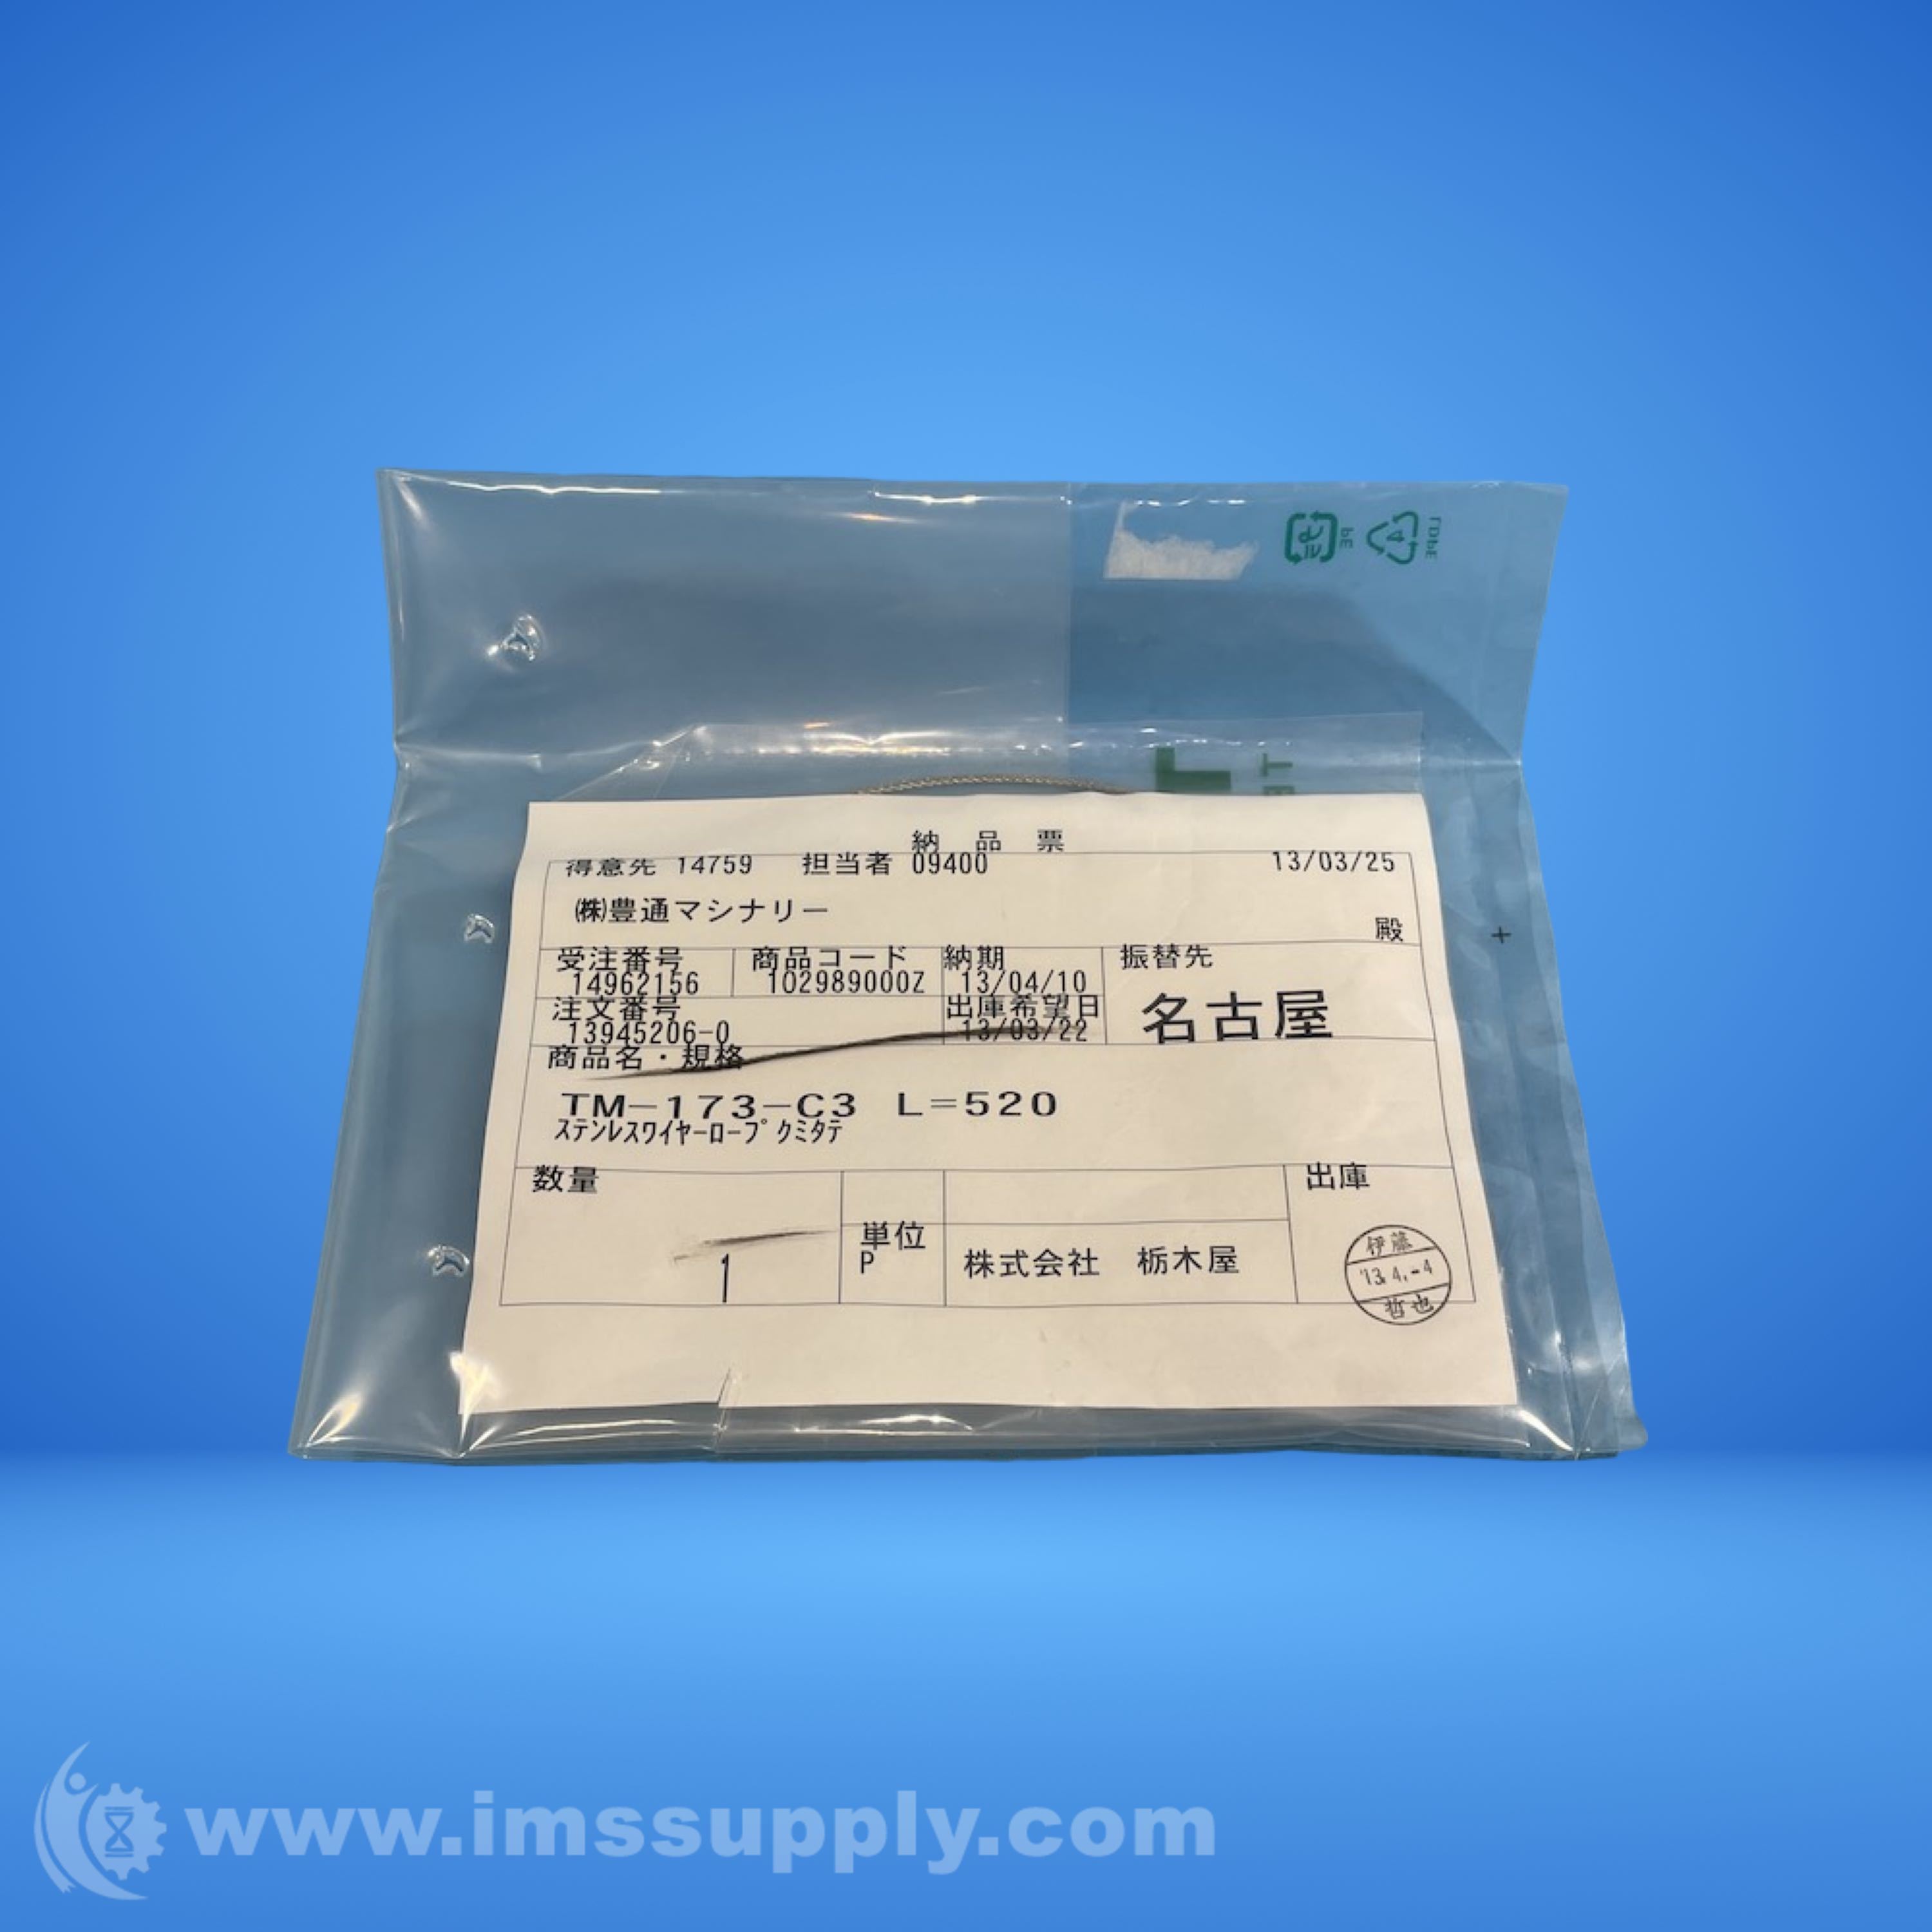 納 品 票
得意先 14759 担当者 09400 13/03/25
㈱豊通マシナリー
殿
受注番号 商品コード 納期 振替先
14962156 102989000Z 13/04/10
注文番号 出庫希望日 名古屋
13945206-0 13/03/22
商品名・規格
TM-173-C3 L=520
ｽﾃﾝﾚｽﾜｲﾔｰﾛｰﾌﾟ ｸﾐﾀﾃ
数量 出庫
1 単位
P 株式会社 栃木屋
伊藤
'13.4.-4
哲也
www.imssupply.com